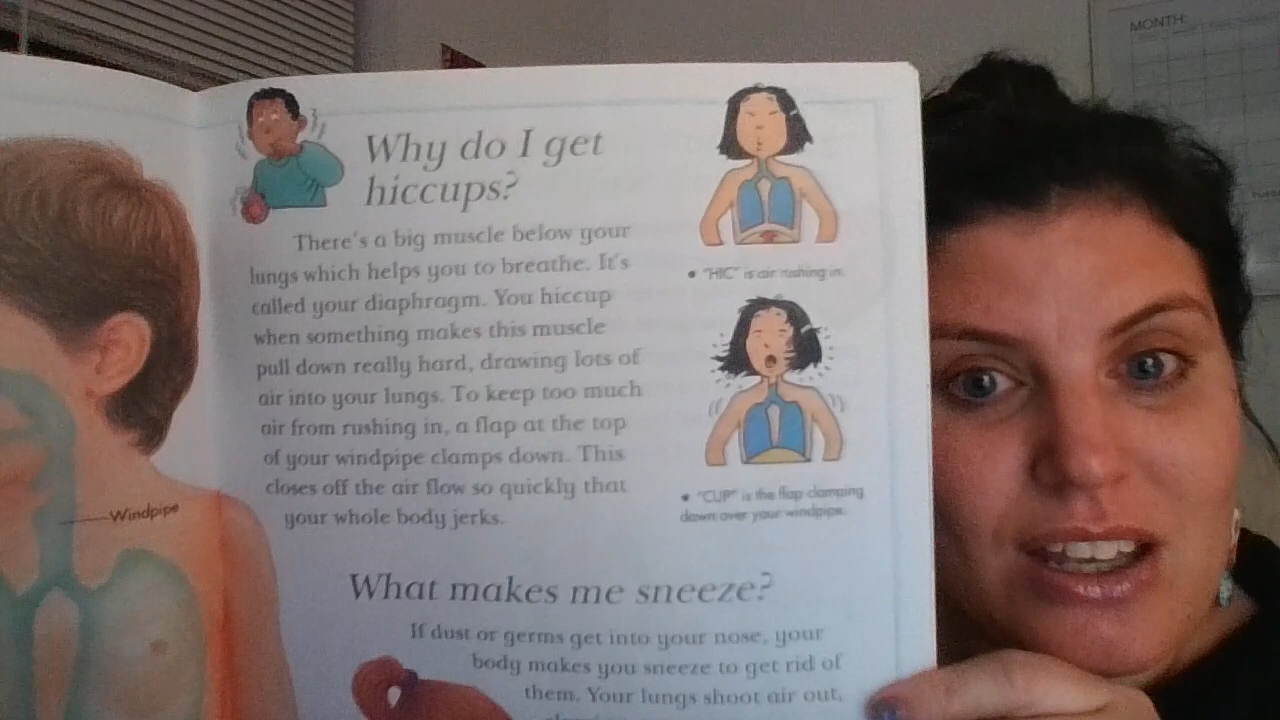 MONTH:
Why do I get
hiccups?
There's a big muscle below your
lungs which helps you to breathe. It's
called your diaphragm. You hiccup
when something makes this muscle
pull down really hard, drawing lots of
air into your lungs. To keep too much
air from rushing in, a flap at the top
of your windpipe clamps down. This
closes off the air flow so quickly that
your whole body jerks.
• "HIC" is air rushing in.
• "CUP" is the flap clamping
down over your windpipe.
Windpipe
What makes me sneeze?
If dust or germs get into your nose, your
body makes you sneeze to get rid of
them. Your lungs shoot air out,